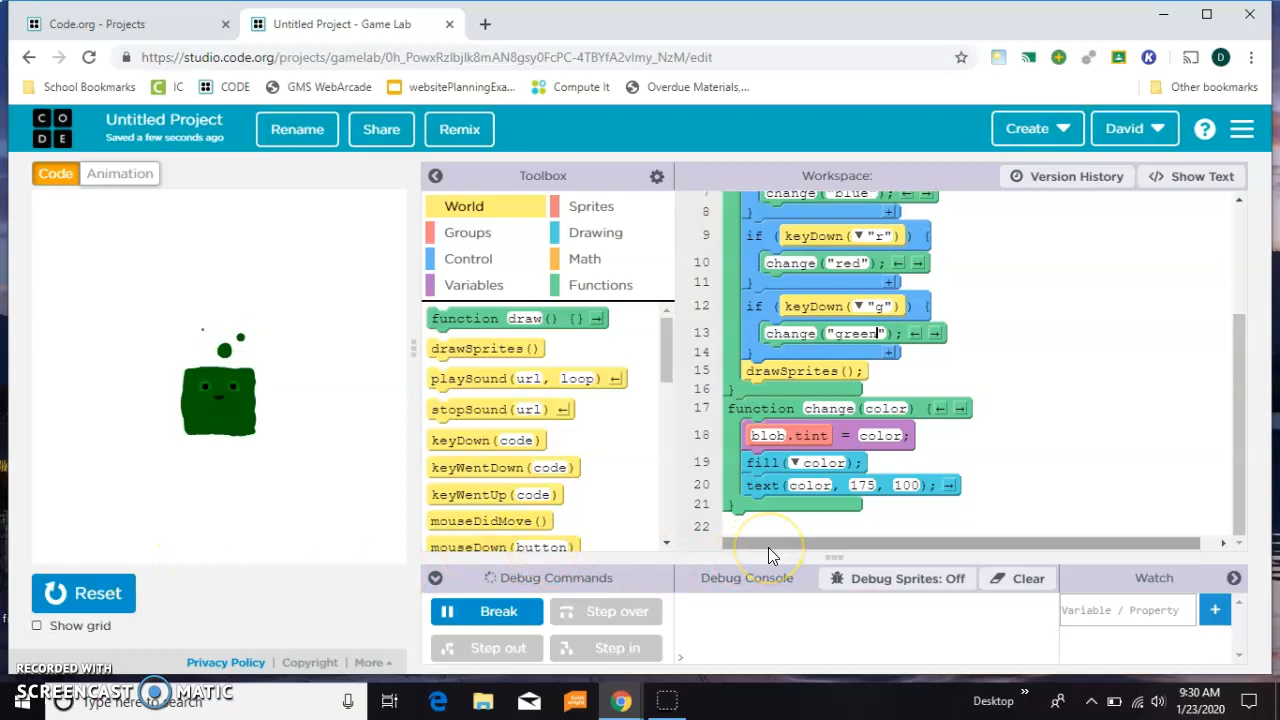 Code.org - Projects
Untitled Project - Game Lab
https://studio.code.org/projects/gamelab/0h_PowxRzlbjlk8mAN8gsy0FcPC-4TBYfA2vImy_NzM/edit
D
School Bookmarks
IC
CODE
GMS WebArcade
websitePlanningExa...
Compute It
Overdue Materials,...
Other bookmarks
C O
D E
Untitled Project
Saved a few seconds ago
Rename
Share
Remix
Create
David
?
Code
Animation
Toolbox
Workspace:
Version History
</> Show Text
World
Sprites
Groups
Drawing
Control
Math
Variables
Functions
function draw() {}
drawSprites()
playSound(url, loop)
stopSound(url)
keyDown(code)
keyWentDown(code)
keyWentUp(code)
mouseDidMove()
mouseDown(button)
7 change("blue");
8 }
9 if ( keyDown("r") ) {
10 change("red");
11 }
12 if ( keyDown("g") ) {
13 change("green");
14 }
15 drawSprites();
16 }
17 function change(color) {
18 blob.tint = color;
19 fill(color);
20 text(color, 175, 100);
21 }
22
Reset
Show grid
Debug Commands
Debug Console
Debug Sprites: Off
Clear
Watch
Break
Step over
Step out
Step in
Variable / Property
+
>
Privacy Policy | Copyright | More
RECORDED WITH
SCREENCAST MATIC
Type here to search
Desktop
9:30 AM
1/23/2020